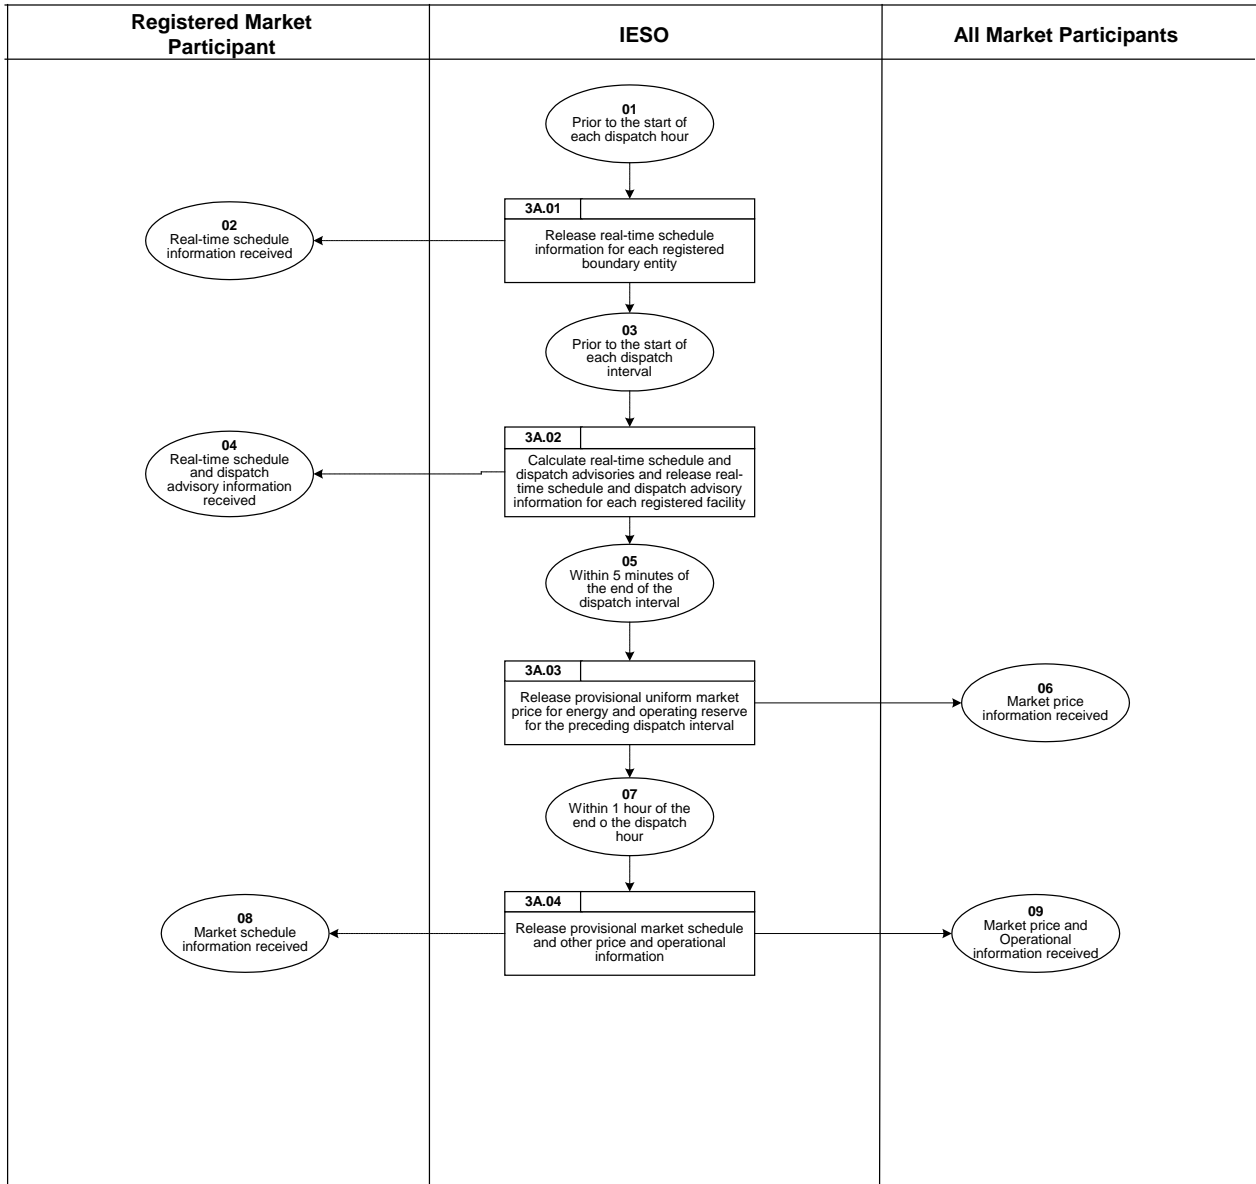 Registered Market
Participant
IESO
All Market Participants
01
Prior to the start of
each dispatch hour
3A.01
Release real-time schedule
information for each registered
boundary entity
02
Real-time schedule
information received
03
Prior to the start of
each dispatch
interval
3A.02
Calculate real-time schedule and
dispatch advisories and release real-
time schedule and dispatch advisory
information for each registered facility
04
Real-time schedule
and dispatch
advisory information
received
05
Within 5 minutes of
the end of the
dispatch interval
3A.03
Release provisional uniform market
price for energy and operating reserve
for the preceding dispatch interval
06
Market price
information received
07
Within 1 hour of the
end o the dispatch
hour
3A.04
Release provisional market schedule
and other price and operational
information
08
Market schedule
information received
09
Market price and
Operational
information received